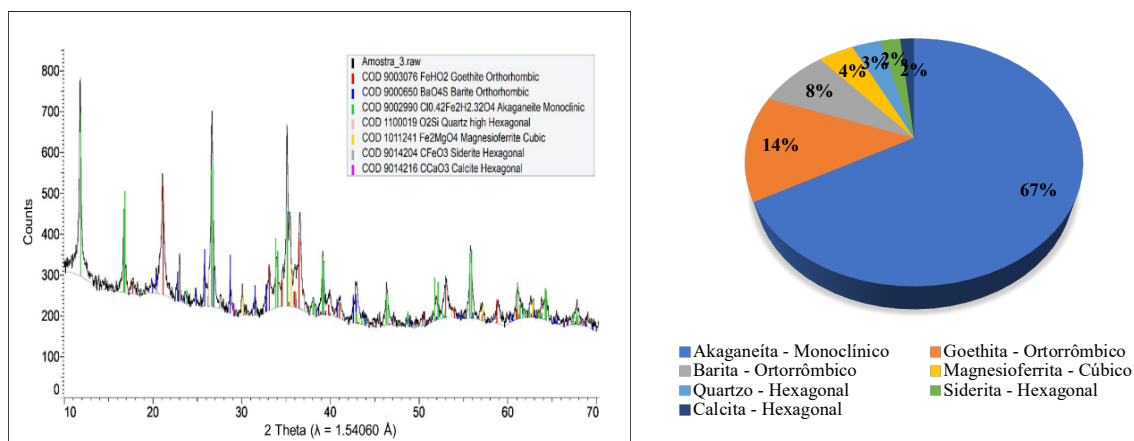 Amostra_3.raw
COD 9003076 FeHO2 Goethite Orthorhombic
COD 9000650 BaO4S Barite Orthorhombic
COD 9002990 Cl0.42Fe2H2.32O4 Akaganeite Monoclinic
COD 1100019 O2Si Quartz high Hexagonal
COD 1011241 Fe2MgO4 Magnesioferrite Cubic
COD 9014204 CFeO3 Siderite Hexagonal
COD 9014216 CCaO3 Calcite Hexagonal
Counts
800
700
600
500
400
300
200
100
0
10 20 30 40 50 60 70
2 Theta (λ = 1.54060 Å)
2%
2%
3%
4%
8%
14%
67%
Akaganeíta - Monoclínico
Goethita - Ortorrômbico
Barita - Ortorrômbico
Magnesioferrita - Cúbico
Quartzo - Hexagonal
Siderita - Hexagonal
Calcita - Hexagonal